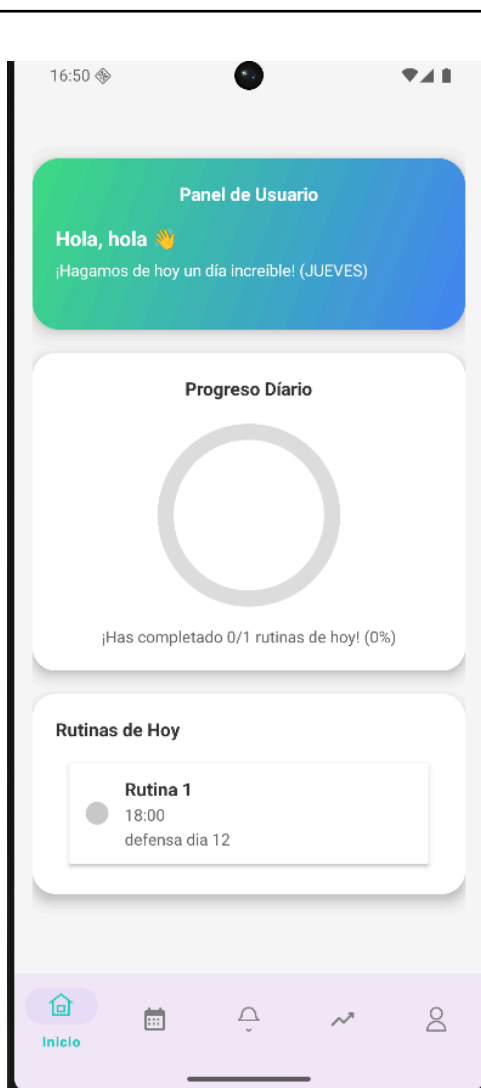 16:50
Panel de Usuario
Hola, hola 👋
¡Hagamos de hoy un día increíble! (JUEVES)
Progreso Díario
¡Has completado 0/1 rutinas de hoy! (0%)
Rutinas de Hoy
Rutina 1
18:00
defensa dia 12
Inicio